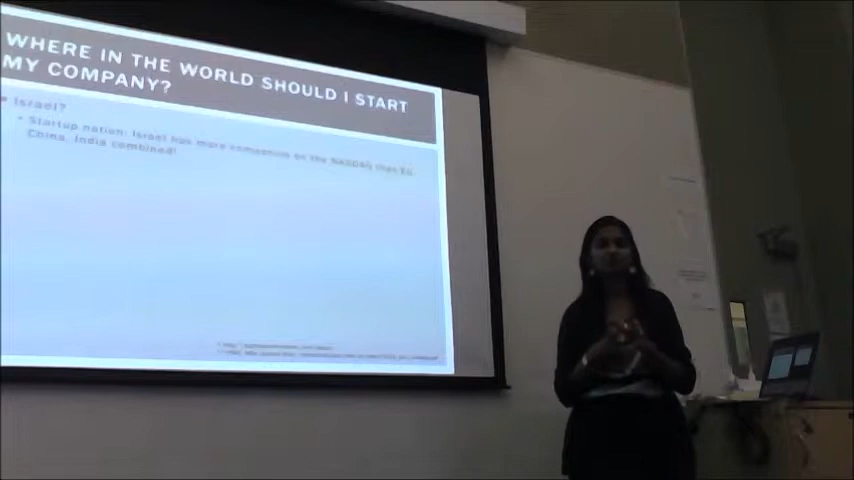 WHERE IN THE WORLD SHOULD I START
MY COMPANY?
Israel?
• Startup nation: Israel has more companies on the NASDAQ than EU,
China, India combined!